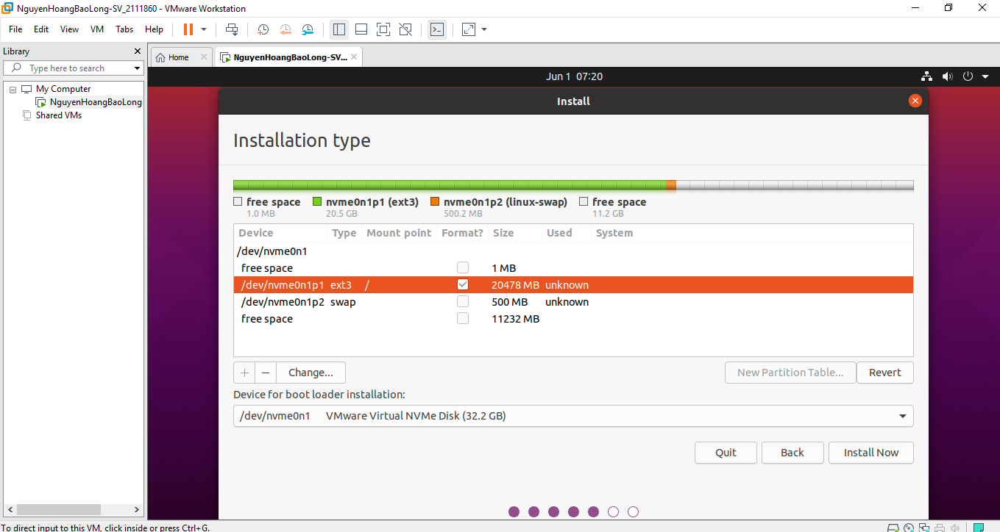 NguyenHoangBaoLong-SV_2111860 - VMware Workstation
File Edit View VM Tabs Help
Library
Type here to search
My Computer
NguyenHoangBaoLong
Shared VMs
Home
NguyenHoangBaoLong-SV...
Jun 1 07:20
Install
Installation type
free space nvme0n1p1 (ext3) nvme0n1p2 (linux-swap) free space
1.0 MB 20.5 GB 500.2 MB 11.2 GB
Device Type Mount point Format? Size Used System
/dev/nvme0n1
free space 1 MB
/dev/nvme0n1p1 ext3 / 20478 MB unknown
/dev/nvme0n1p2 swap 500 MB unknown
free space 11232 MB
+ − Change... New Partition Table... Revert
Device for boot loader installation:
/dev/nvme0n1 VMware Virtual NVMe Disk (32.2 GB)
Quit Back Install Now
To direct input to this VM, click inside or press Ctrl+G.